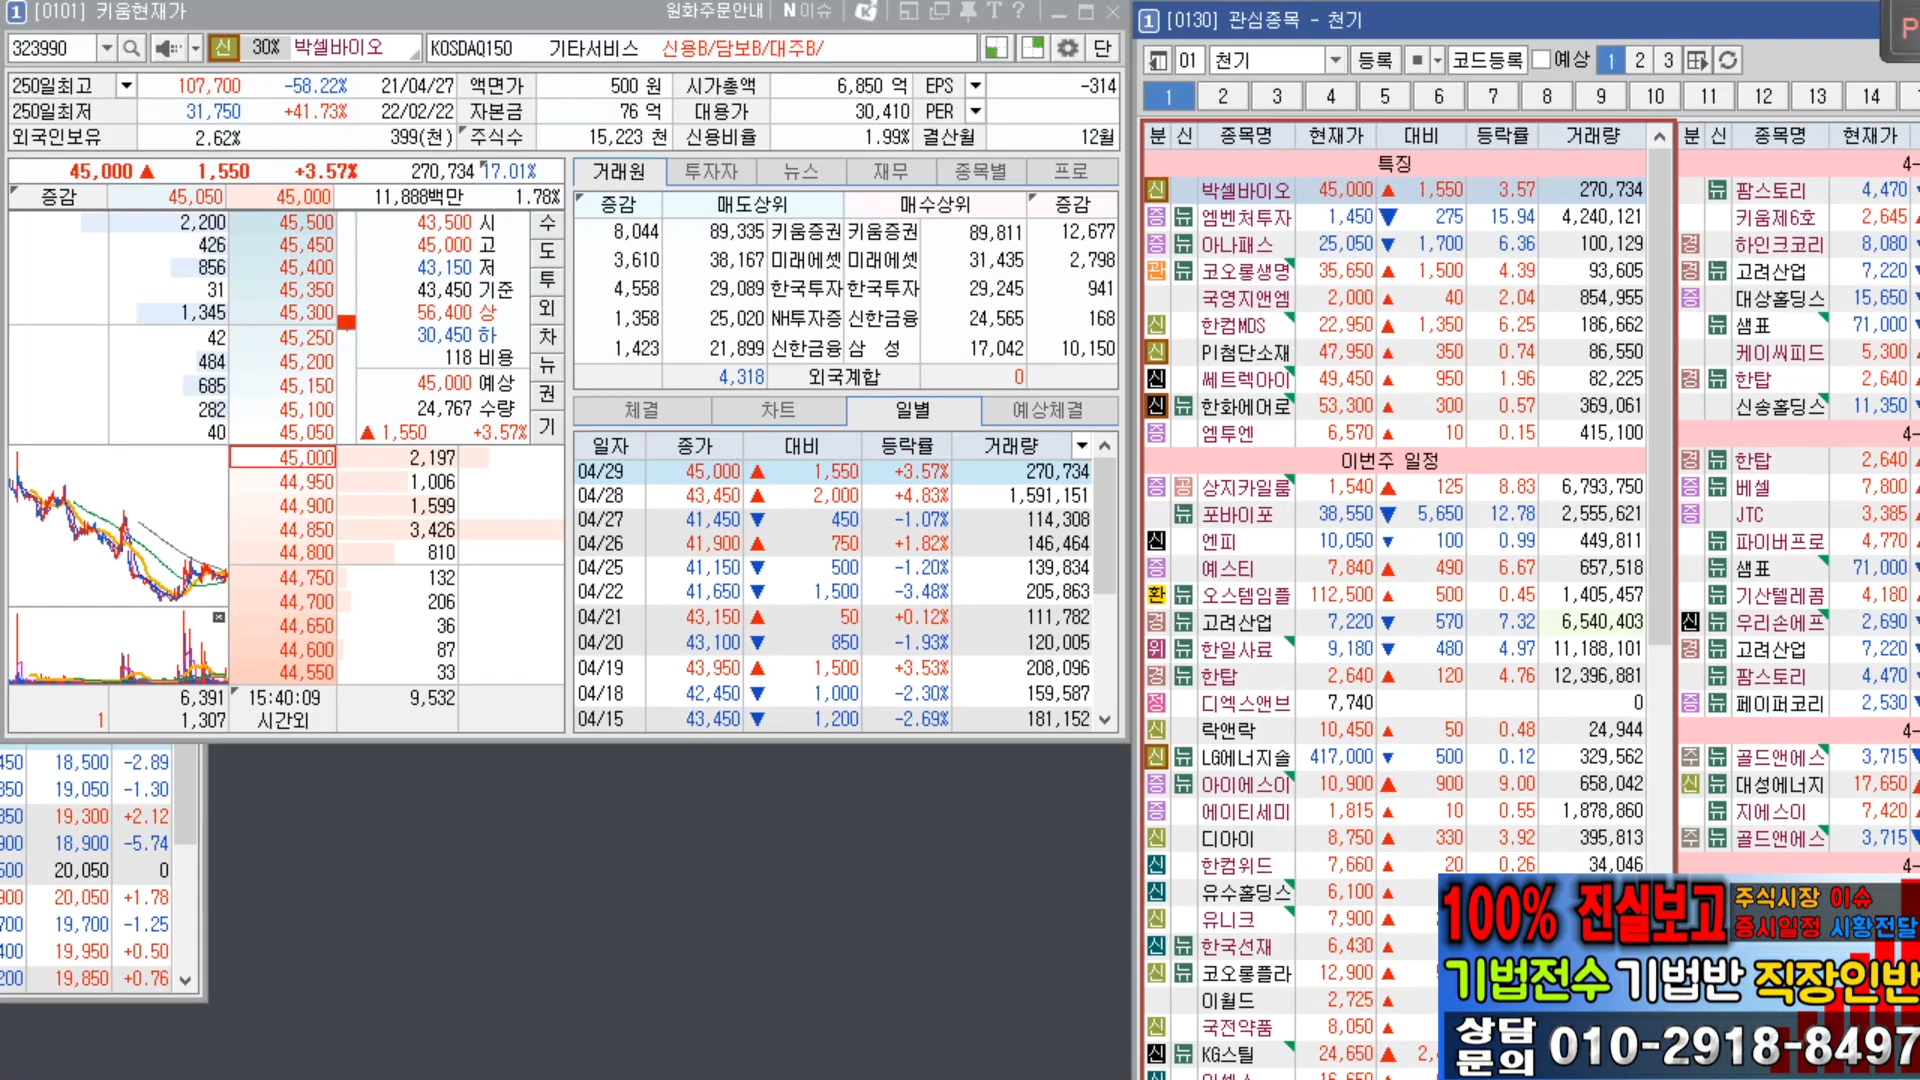 1 [0101] 키움현재가 원화주문안내 N이슈 T ?
323990 신 30% 박셀바이오 KOSDAQ150 기타서비스 신용B/담보B/대주B/ 단
250일최고 107,700 -58.22% 21/04/27 액면가 500 원 시가총액 6,850 억 EPS -314
250일최저 31,750 +41.73% 22/02/22 자본금 76 억 대용가 30,410 PER
외국인보유 2.62% 399(천) 주식수 15,223 천 신용비율 1.99% 결산월 12월
45,000 ▲ 1,550 +3.57% 270,734 17.01%
증감 45,050 45,000 11,888백만 1.78%
2,200 45,500 43,500 시 수
426 45,450 45,000 고 도
856 45,400 43,150 저
31 45,350 43,450 기준 투
1,345 45,300 56,400 상 외
42 45,250 30,450 하 차
484 45,200 118 비용 뉴
685 45,150 45,000 예상 권
282 45,100 24,767 수량
40 45,050 ▲ 1,550 +3.57% 기
45,000 2,197
44,950 1,006
44,900 1,599
44,850 3,426
44,800 810
44,750 132
44,700 206
44,650 36
44,600 87
44,550 33
6,391 15:40:09 9,532
1 1,307 시간외
거래원 투자자 뉴스 재무 종목별 프로
증감 매도상위 매수상위 증감
8,044 89,335 키움증권 키움증권 89,811 12,677
3,610 38,167 미래에셋 미래에셋 31,435 2,798
4,558 29,089 한국투자 한국투자 29,245 941
1,358 25,020 NH투자증 신한금융 24,565 168
1,423 21,899 신한금융 삼 성 17,042 10,150
4,318 외국계합 0
체결 차트 일별 예상체결
일자 종가 대비 등락률 거래량
04/29 45,000 ▲ 1,550 +3.57% 270,734
04/28 43,450 ▲ 2,000 +4.83% 1,591,151
04/27 41,450 ▼ 450 -1.07% 114,308
04/26 41,900 ▲ 750 +1.82% 146,464
04/25 41,150 ▼ 500 -1.20% 139,834
04/22 41,650 ▼ 1,500 -3.48% 205,863
04/21 43,150 ▲ 50 +0.12% 111,782
04/20 43,100 ▼ 850 -1.93% 120,005
04/19 43,950 ▲ 1,500 +3.53% 208,096
04/18 42,450 ▼ 1,000 -2.30% 159,587
04/15 43,450 ▼ 1,200 -2.69% 181,152
450 18,500 -2.89
350 19,050 -1.30
350 19,300 +2.12
900 18,900 -5.74
500 20,050 0
900 20,050 +1.78
700 19,700 -1.25
400 19,950 +0.50
200 19,850 +0.76
1 [0130] 관심종목 - 천기
01 천기 등록 코드등록 예상 1 2 3
1 2 3 4 5 6 7 8 9 10 11 12 13 14
분 신 종목명 현재가 대비 등락률 거래량
특징
신 박셀바이오 45,000 ▲ 1,550 3.57 270,734
증 뉴 엠벤처투자 1,450 ▼ 275 15.94 4,240,121
증 뉴 아나패스 25,050 ▼ 1,700 6.36 100,129
관 뉴 코오롱생명 35,650 ▲ 1,500 4.39 93,605
국영지앤엠 2,000 ▲ 40 2.04 854,955
신 한컴MDS 22,950 ▲ 1,350 6.25 186,662
신 PI첨단소재 47,950 ▲ 350 0.74 86,550
신 쎄트렉아이 49,450 ▲ 950 1.96 82,225
신 뉴 한화에어로 53,300 ▲ 300 0.57 369,061
증 엠투엔 6,570 ▲ 10 0.15 415,100
이번주 일정
증 공 상지카일룸 1,540 ▲ 125 8.83 6,793,750
뉴 포바이포 38,550 ▼ 5,650 12.78 2,555,621
신 엔피 10,050 ▼ 100 0.99 449,811
증 예스티 7,840 ▲ 490 6.67 657,518
환 뉴 오스템임플 112,500 ▲ 500 0.45 1,405,457
경 뉴 고려산업 7,220 ▼ 570 7.32 6,540,403
위 뉴 한일사료 9,180 ▼ 480 4.97 11,188,101
경 뉴 한탑 2,640 ▲ 120 4.76 12,396,881
정 디엑스앤브 7,740 0
신 락앤락 10,450 ▲ 50 0.48 24,944
신 뉴 LG에너지솔 417,000 ▼ 500 0.12 329,562
증 뉴 아이에스이 10,900 ▲ 900 9.00 658,042
증 에이티세미 1,815 ▲ 10 0.55 1,878,860
신 디아이 8,750 ▲ 330 3.92 395,813
신 한컴위드 7,660 ▲ 20 0.26 34,046
신 유수홀딩스 6,100 ▲
신 유니크 7,900 ▲
신 뉴 한국선재 6,430 ▲
신 뉴 코오롱플라 12,900 ▲
이월드 2,725 ▲
신 국전약품 8,050 ▲
신 뉴 KG스틸 24,650 ▲ 2,
분 신 종목명 현재가
4-
뉴 팜스토리 4,470
키움제6호 2,645
경 하인크코리 8,080
경 뉴 고려산업 7,220
증 대상홀딩스 15,650
뉴 샘표 71,000
케이씨피드 5,300
경 뉴 한탑 2,640
신송홀딩스 11,350
4-
경 뉴 한탑 2,640
증 뉴 베셀 7,800
증 JTC 3,385
뉴 파이버프로 4,770
뉴 샘표 71,000
뉴 기산텔레콤 4,180
신 뉴 우리손에프 2,690
경 뉴 고려산업 7,220
뉴 팜스토리 4,470
증 뉴 페이퍼코리 2,530
4-
주 뉴 골드앤에스 3,715
신 뉴 대성에너지 17,650
뉴 지에스이 7,420
주 뉴 골드앤에스 3,715
4-
100% 진실보고 주식시장 이슈
증시일정 시황전달
기법전수 기법반 직장인반
상담
문의 010-2918-8497